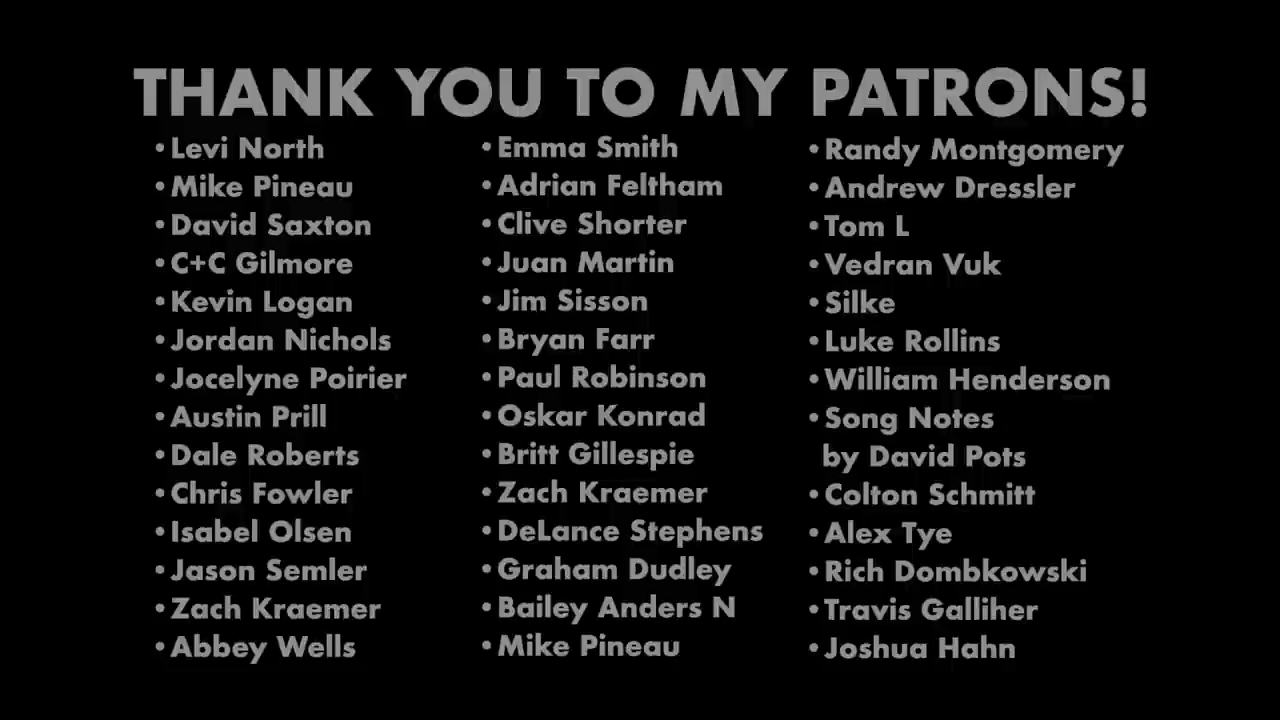 THANK YOU TO MY PATRONS!
•Levi North
•Mike Pineau
•David Saxton
•C+C Gilmore
•Kevin Logan
•Jordan Nichols
•Jocelyne Poirier
•Austin Prill
•Dale Roberts
•Chris Fowler
•Isabel Olsen
•Jason Semler
•Zach Kraemer
•Abbey Wells
•Emma Smith
•Adrian Feltham
•Clive Shorter
•Juan Martin
•Jim Sisson
•Bryan Farr
•Paul Robinson
•Oskar Konrad
•Britt Gillespie
•Zach Kraemer
•DeLance Stephens
•Graham Dudley
•Bailey Anders N
•Mike Pineau
•Randy Montgomery
•Andrew Dressler
•Tom L
•Vedran Vuk
•Silke
•Luke Rollins
•William Henderson
•Song Notes
by David Pots
•Colton Schmitt
•Alex Tye
•Rich Dombkowski
•Travis Galliher
•Joshua Hahn